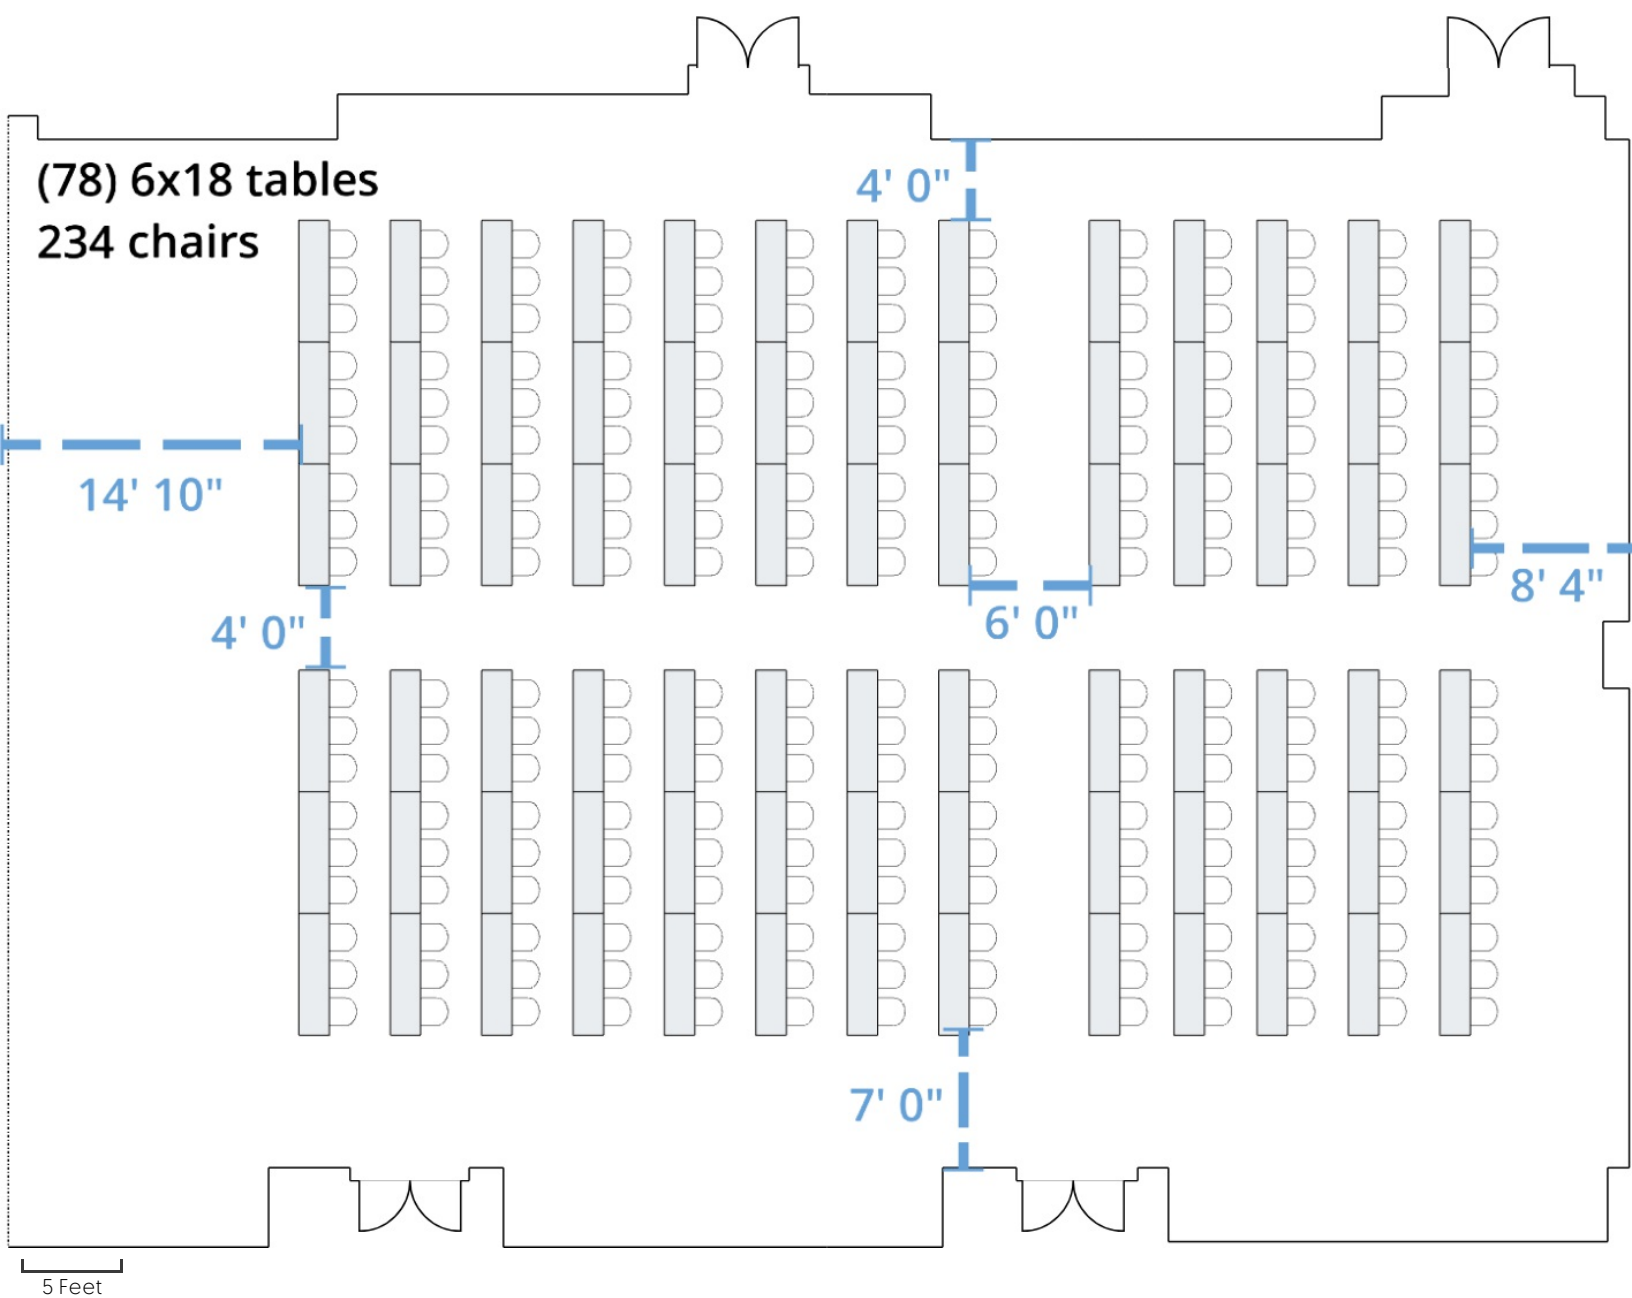 (78) 6x18 tables
234 chairs
4' 0"
14' 10"
8' 4"
6' 0"
4' 0"
7' 0"
5 Feet